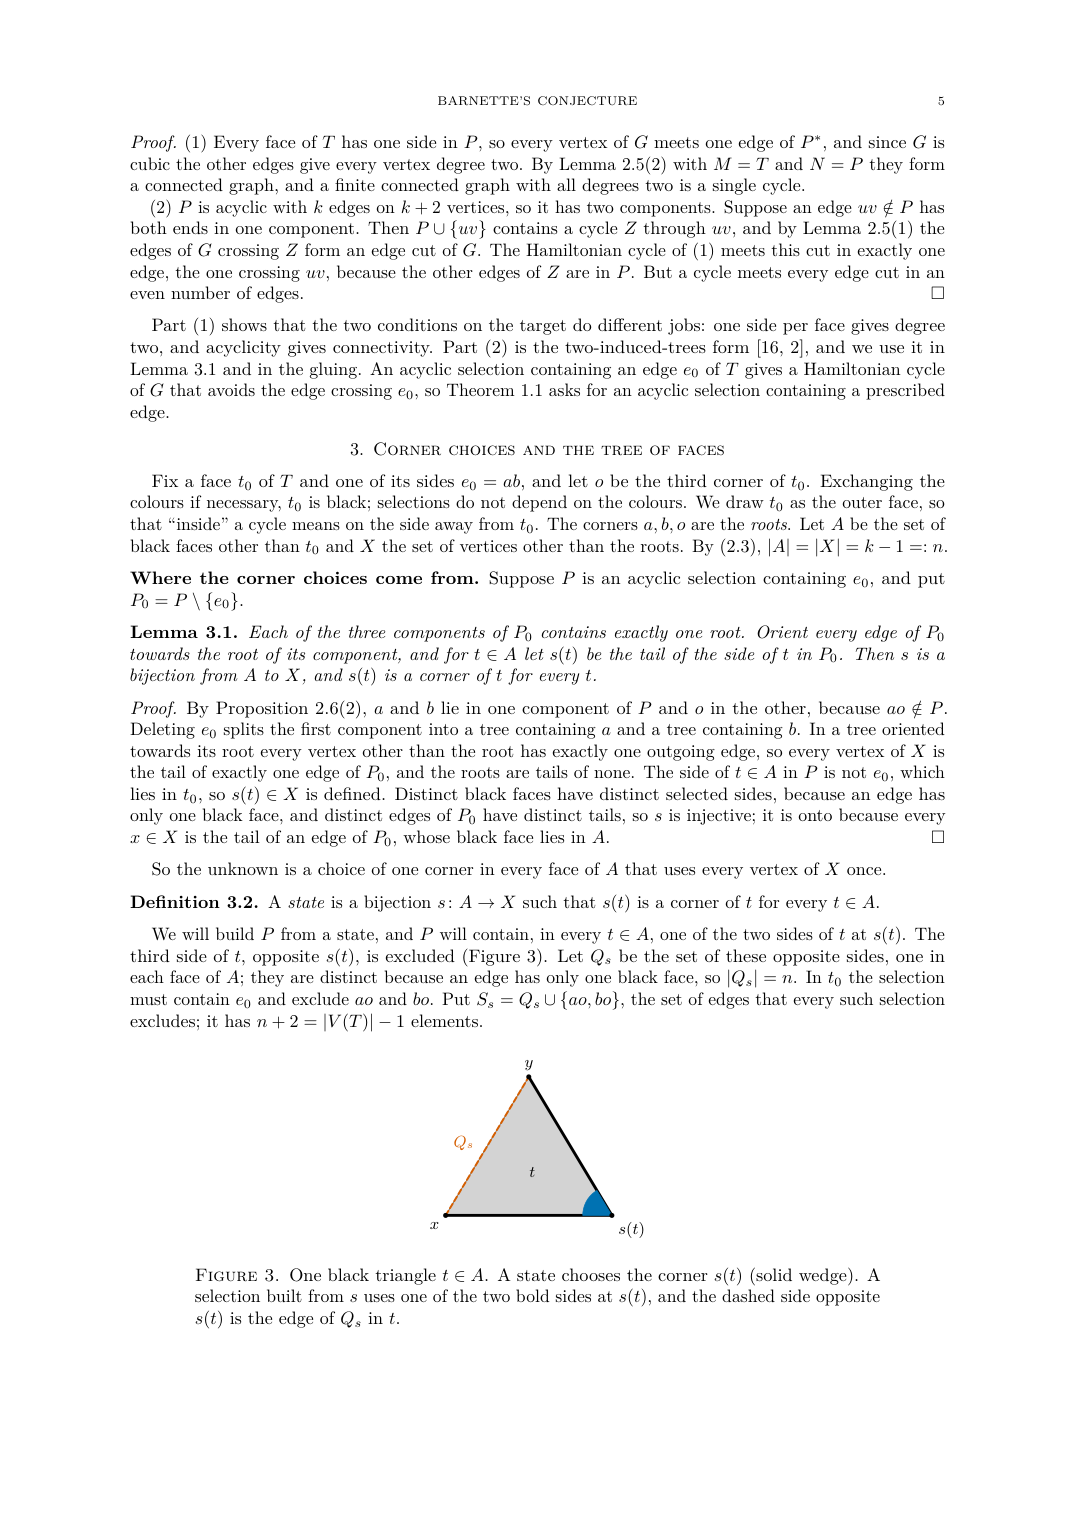 BARNETTE'S CONJECTURE 5
Proof. (1) Every face of T has one side in P, so every vertex of G meets one edge of P*, and since G is
cubic the other edges give every vertex degree two. By Lemma 2.5(2) with M = T and N = P they form
a connected graph, and a finite connected graph with all degrees two is a single cycle.
(2) P is acyclic with k edges on k + 2 vertices, so it has two components. Suppose an edge uv ∉ P has
both ends in one component. Then P ∪ {uv} contains a cycle Z through uv, and by Lemma 2.5(1) the
edges of G crossing Z form an edge cut of G. The Hamiltonian cycle of (1) meets this cut in exactly one
edge, the one crossing uv, because the other edges of Z are in P. But a cycle meets every edge cut in an
even number of edges. □
Part (1) shows that the two conditions on the target do different jobs: one side per face gives degree
two, and acyclicity gives connectivity. Part (2) is the two-induced-trees form [16, 2], and we use it in
Lemma 3.1 and in the gluing. An acyclic selection containing an edge e₀ of T gives a Hamiltonian cycle
of G that avoids the edge crossing e₀, so Theorem 1.1 asks for an acyclic selection containing a prescribed
edge.
3. CORNER CHOICES AND THE TREE OF FACES
Fix a face t₀ of T and one of its sides e₀ = ab, and let o be the third corner of t₀. Exchanging the
colours if necessary, t₀ is black; selections do not depend on the colours. We draw t₀ as the outer face, so
that “inside” a cycle means on the side away from t₀. The corners a, b, o are the roots. Let A be the set of
black faces other than t₀ and X the set of vertices other than the roots. By (2.3), |A| = |X| = k − 1 =: n.
Where the corner choices come from. Suppose P is an acyclic selection containing e₀, and put
P₀ = P \ {e₀}.
Lemma 3.1. Each of the three components of P₀ contains exactly one root. Orient every edge of P₀
towards the root of its component, and for t ∈ A let s(t) be the tail of the side of t in P₀. Then s is a
bijection from A to X, and s(t) is a corner of t for every t.
Proof. By Proposition 2.6(2), a and b lie in one component of P and o in the other, because ao ∉ P.
Deleting e₀ splits the first component into a tree containing a and a tree containing b. In a tree oriented
towards its root every vertex other than the root has exactly one outgoing edge, so every vertex of X is
the tail of exactly one edge of P₀, and the roots are tails of none. The side of t ∈ A in P is not e₀, which
lies in t₀, so s(t) ∈ X is defined. Distinct black faces have distinct selected sides, because an edge has
only one black face, and distinct edges of P₀ have distinct tails, so s is injective; it is onto because every
x ∈ X is the tail of an edge of P₀, whose black face lies in A. □
So the unknown is a choice of one corner in every face of A that uses every vertex of X once.
Definition 3.2. A state is a bijection s: A → X such that s(t) is a corner of t for every t ∈ A.
We will build P from a state, and P will contain, in every t ∈ A, one of the two sides of t at s(t). The
third side of t, opposite s(t), is excluded (Figure 3). Let Qₛ be the set of these opposite sides, one in
each face of A; they are distinct because an edge has only one black face, so |Qₛ| = n. In t₀ the selection
must contain e₀ and exclude ao and bo. Put Sₛ = Qₛ ∪ {ao, bo}, the set of edges that every such selection
excludes; it has n + 2 = |V(T)| − 1 elements.
y
Qₛ
t
x
s(t)
FIGURE 3. One black triangle t ∈ A. A state chooses the corner s(t) (solid wedge). A
selection built from s uses one of the two bold sides at s(t), and the dashed side opposite
s(t) is the edge of Qₛ in t.